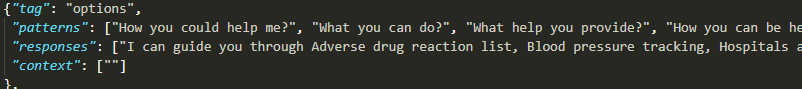 {"tag": "options",
"patterns": ["How you could help me?", "What you can do?", "What help you provide?", "How you can be he
"responses": ["I can guide you through Adverse drug reaction list, Blood pressure tracking, Hospitals a
"context": [""]
},